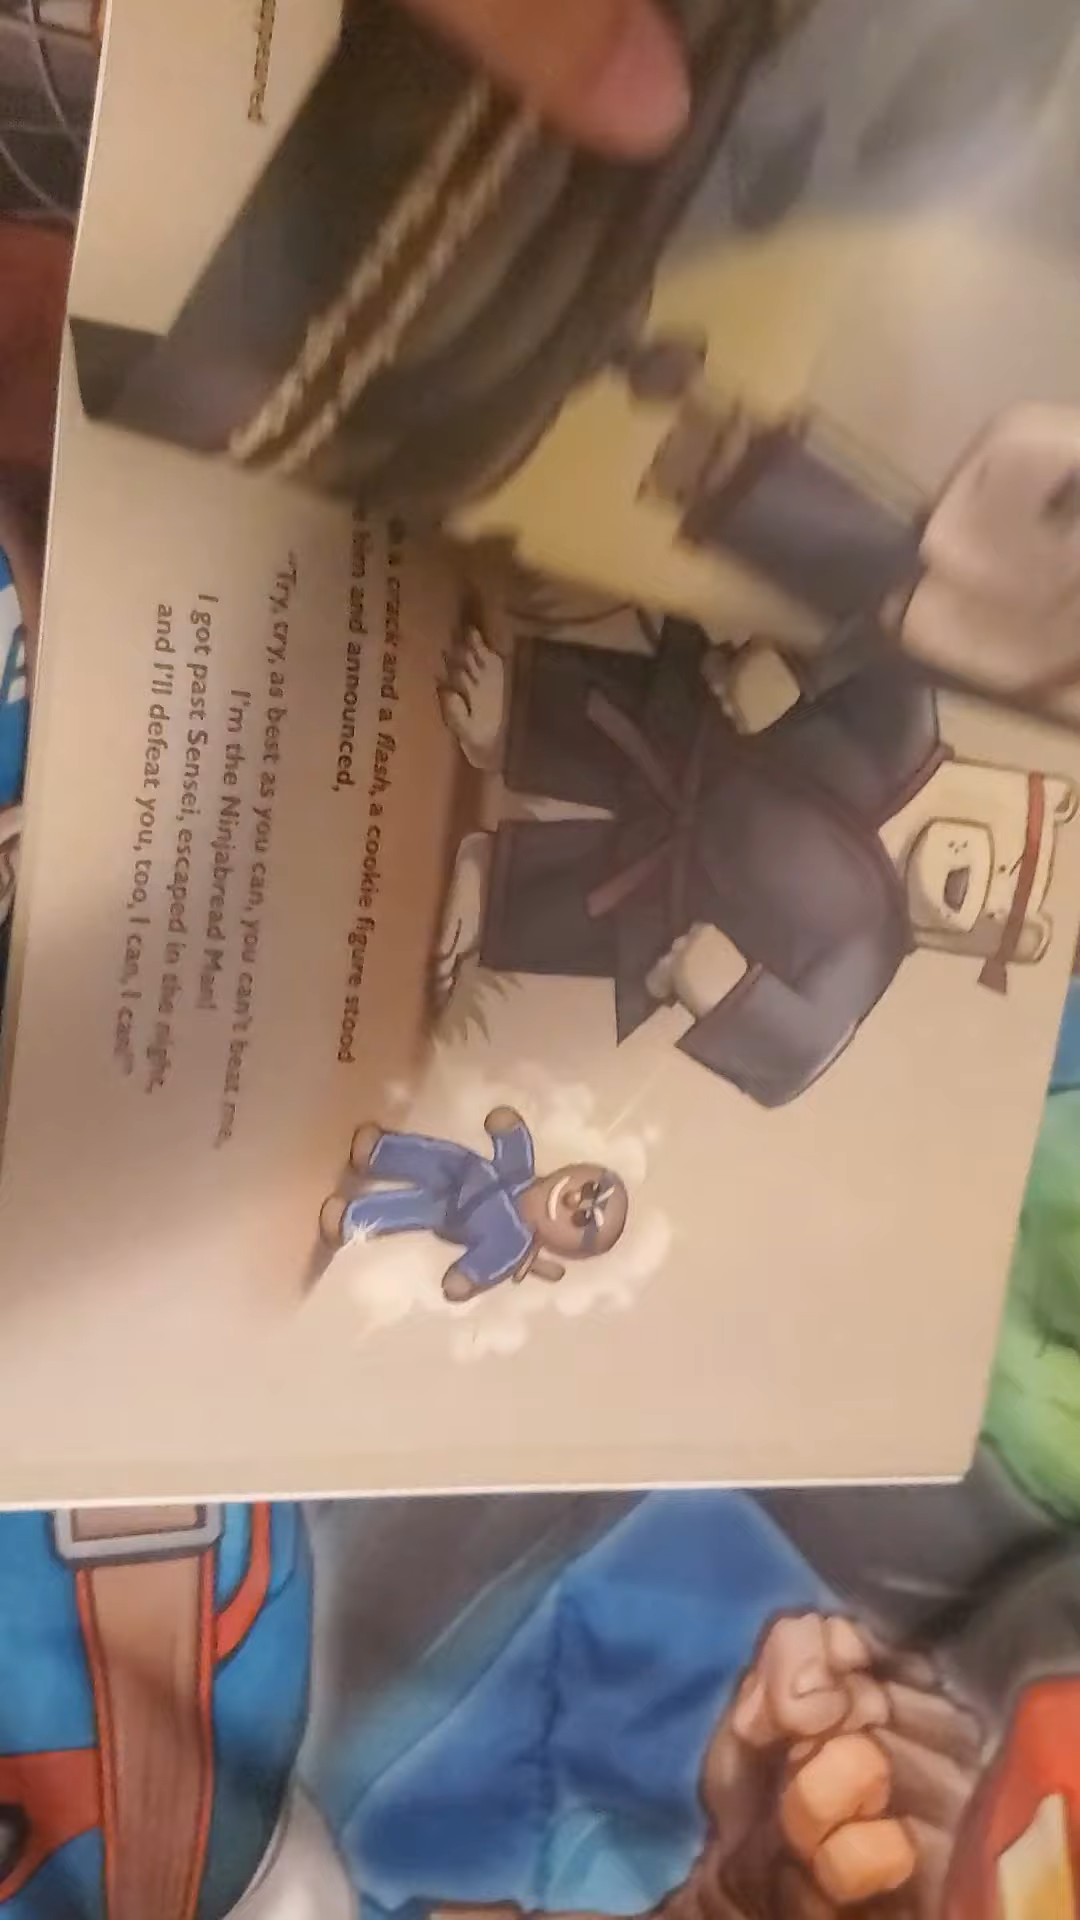 a crack and a flash, a cookie figure stood
him and announced,
"Try, try, as best as you can, you can't beat me,
I'm the Ninjabread Man!
I got past Sensei, escaped in the night,
and I'll defeat you, too, I can, I can!"